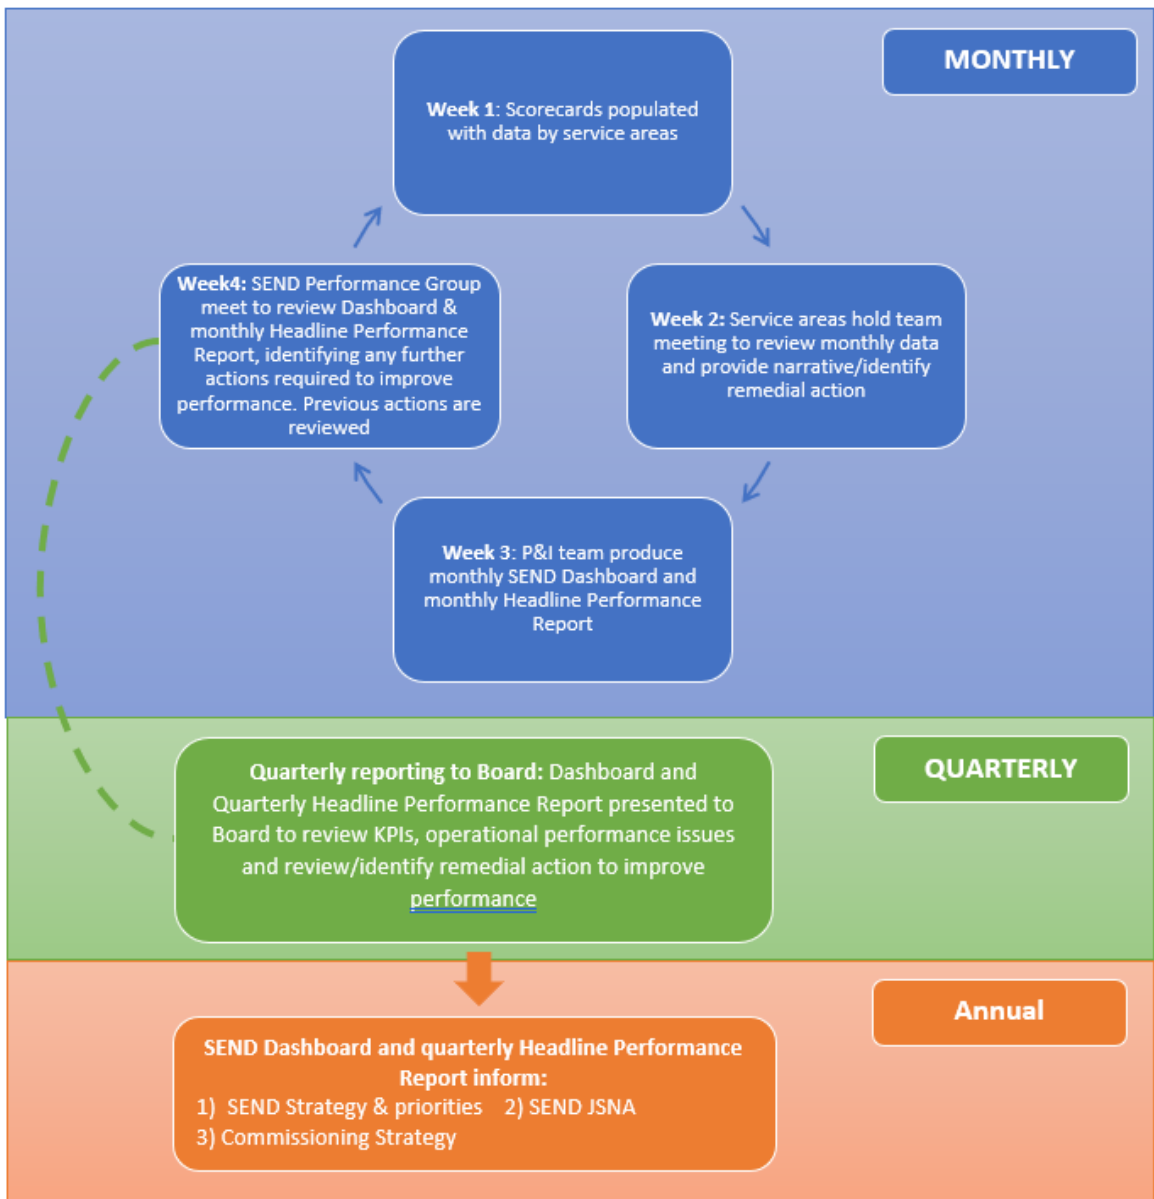 MONTHLY
Week 1: Scorecards populated
with data by service areas
Week 2: Service areas hold team
meeting to review monthly data
and provide narrative/identify
remedial action
Week 3: P&I team produce
monthly SEND Dashboard and
monthly Headline Performance
Report
Week4: SEND Performance Group
meet to review Dashboard &
monthly Headline Performance
Report, identifying any further
actions required to improve
performance. Previous actions are
reviewed
QUARTERLY
Quarterly reporting to Board: Dashboard and
Quarterly Headline Performance Report presented to
Board to review KPIs, operational performance issues
and review/identify remedial action to improve
performance
Annual
SEND Dashboard and quarterly Headline Performance
Report inform:
1) SEND Strategy & priorities 2) SEND JSNA
3) Commissioning Strategy